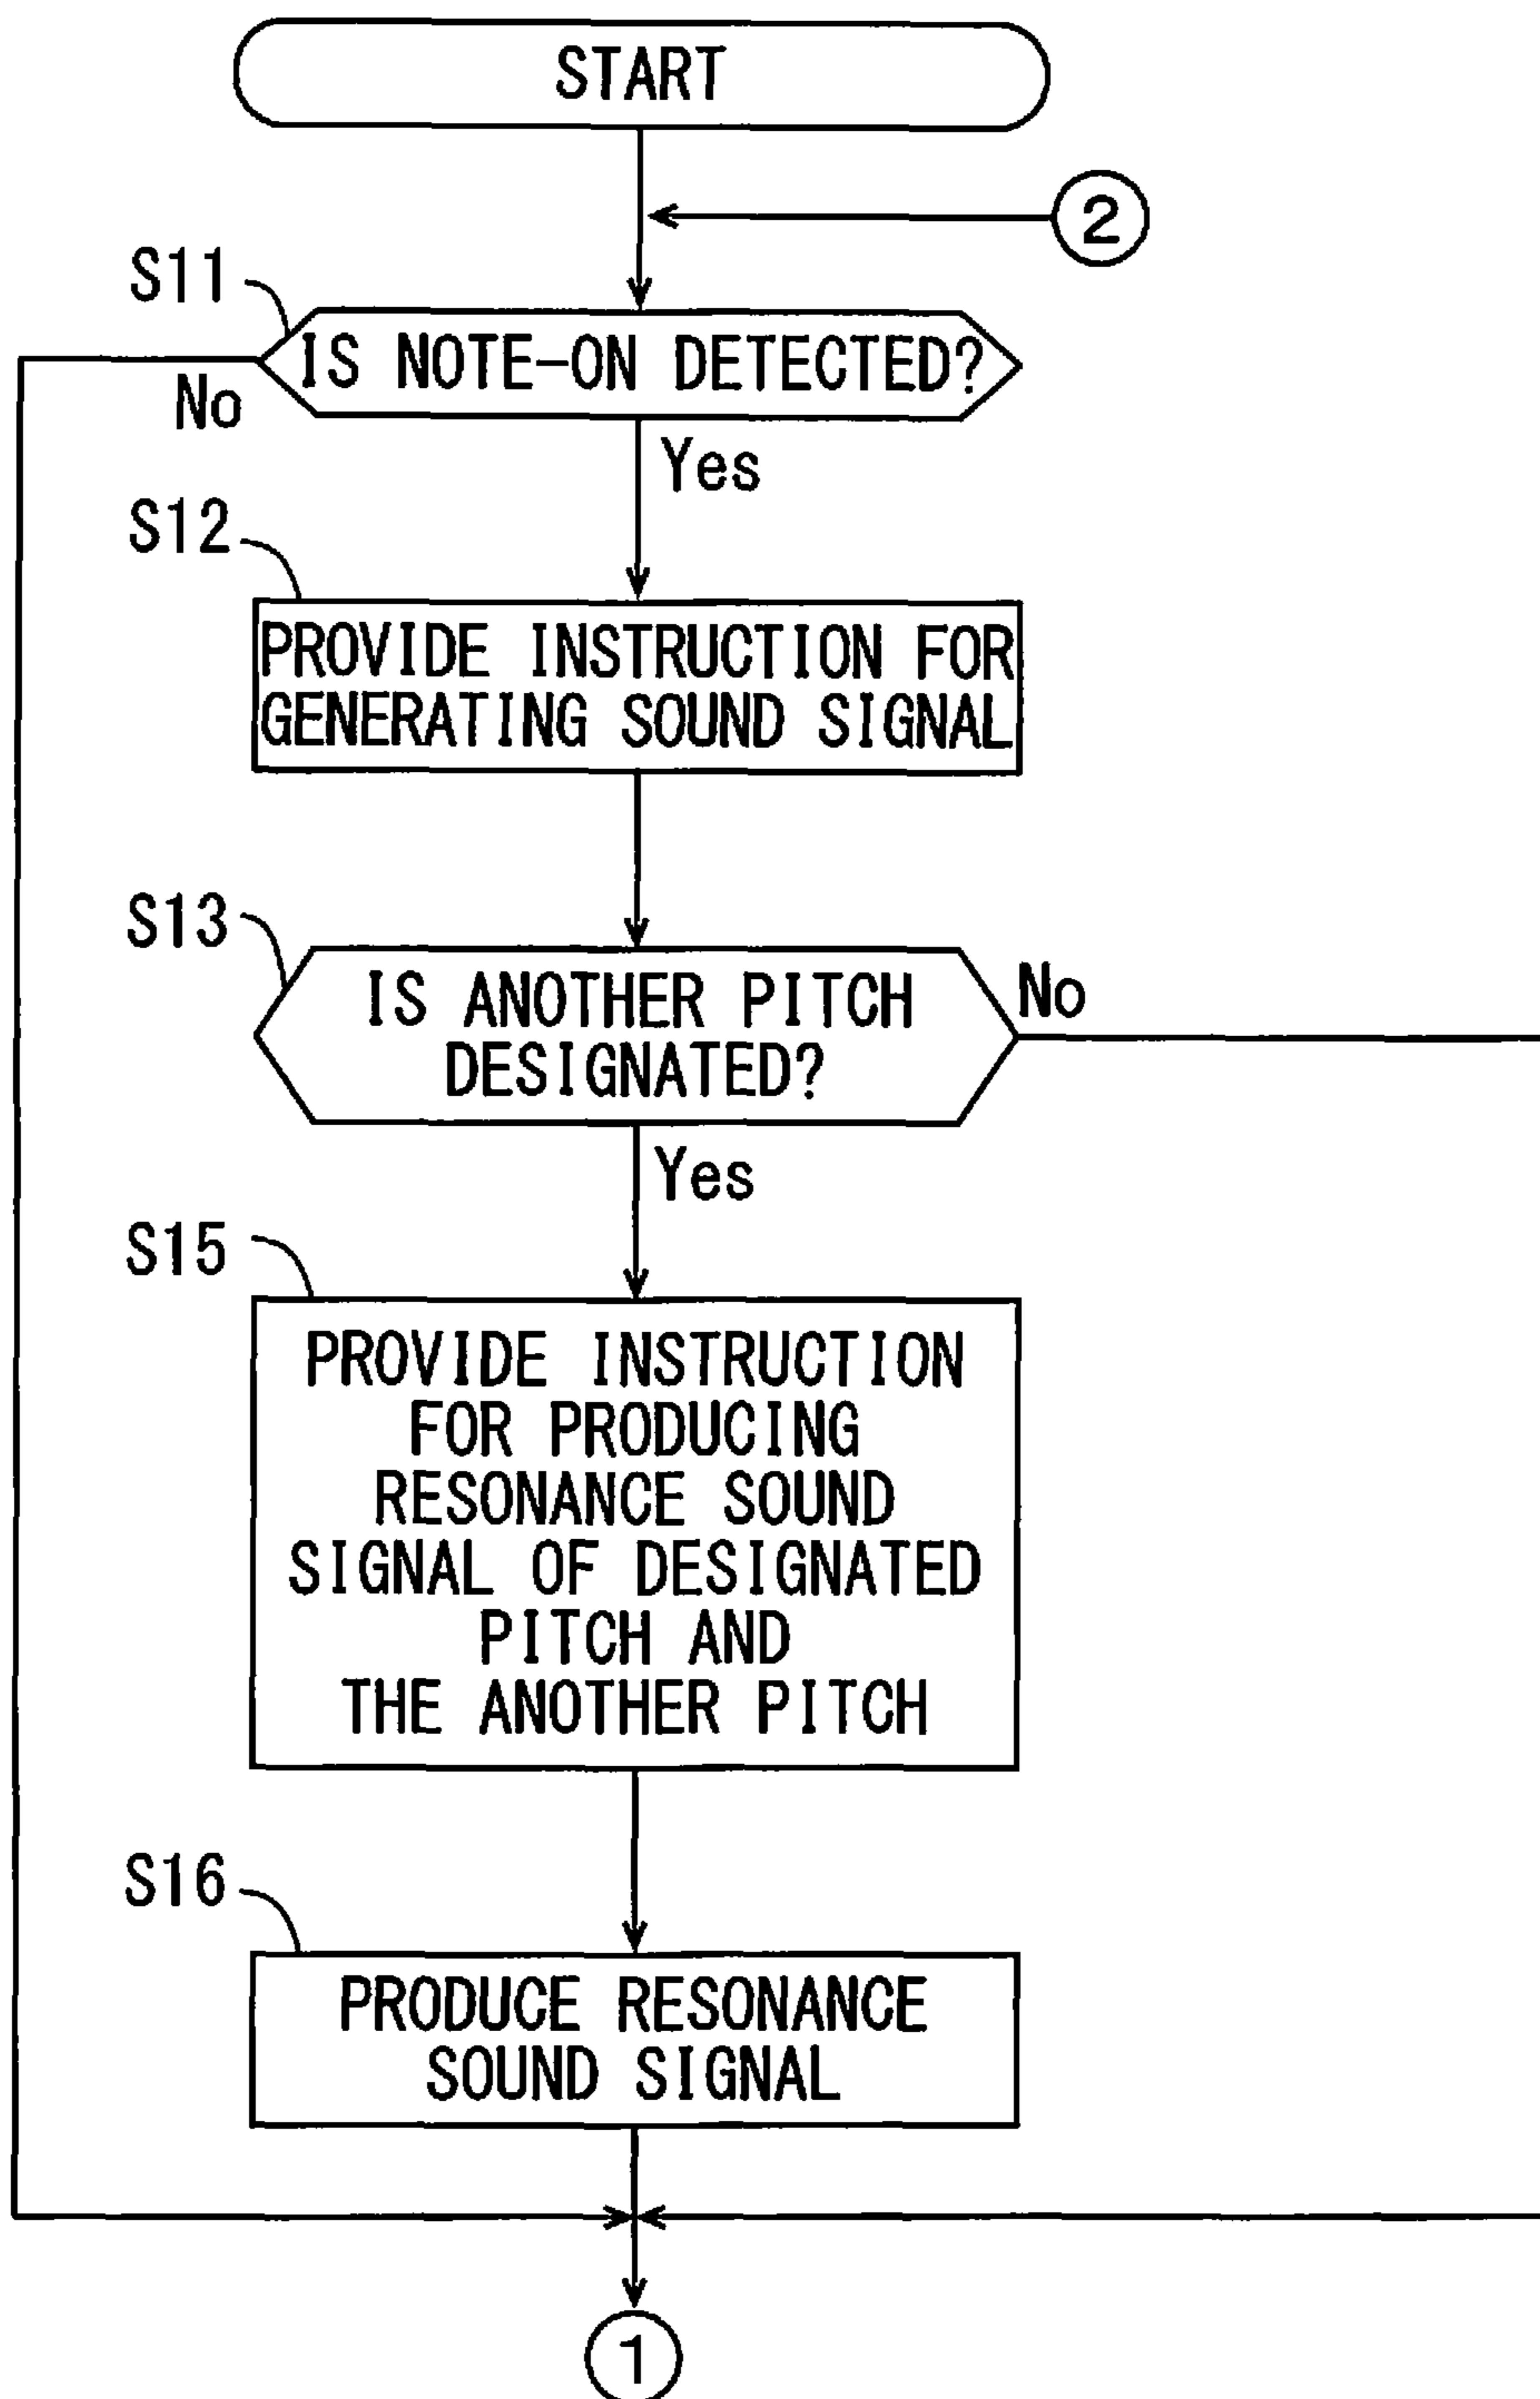 START
2
S11
IS NOTE-ON DETECTED?
No
Yes
S12
PROVIDE INSTRUCTION FOR
GENERATING SOUND SIGNAL
S13
IS ANOTHER PITCH
DESIGNATED?
No
Yes
S15
PROVIDE INSTRUCTION
FOR PRODUCING
RESONANCE SOUND
SIGNAL OF DESIGNATED
PITCH AND
THE ANOTHER PITCH
S16
PRODUCE RESONANCE
SOUND SIGNAL
1